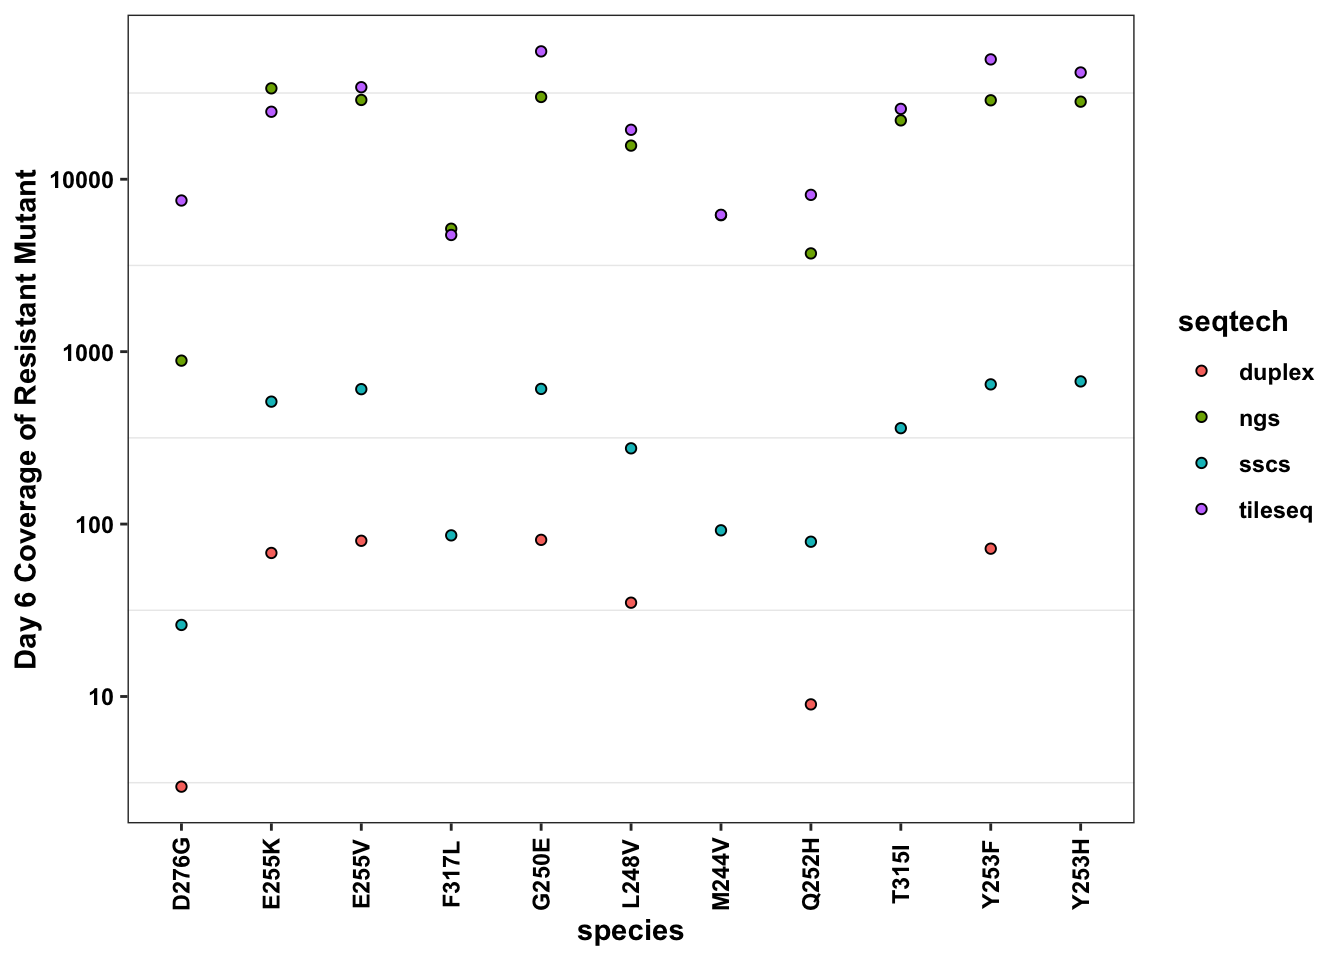 Day 6 Coverage of Resistant Mutant
10000
1000
100
10
D276G
E255K
E255V
F317L
G250E
L248V
M244V
Q252H
T315I
Y253F
Y253H
species
seqtech
duplex
ngs
sscs
tileseq